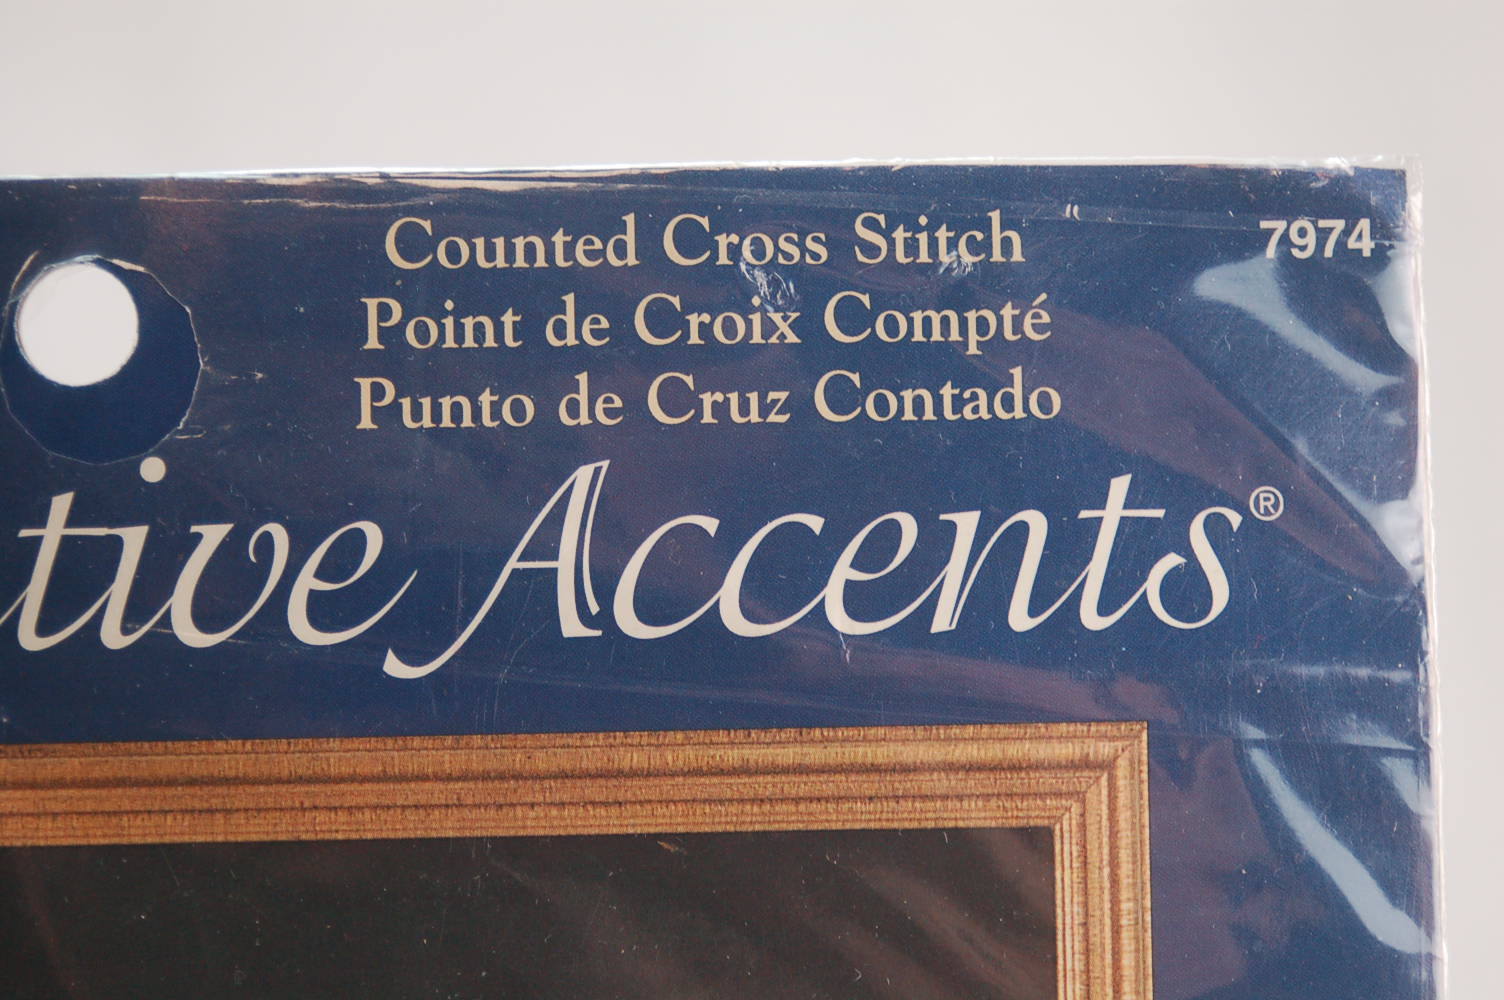 Counted Cross Stitch
7974
Point de Croix Compté
Punto de Cruz Contado
tive Accents®